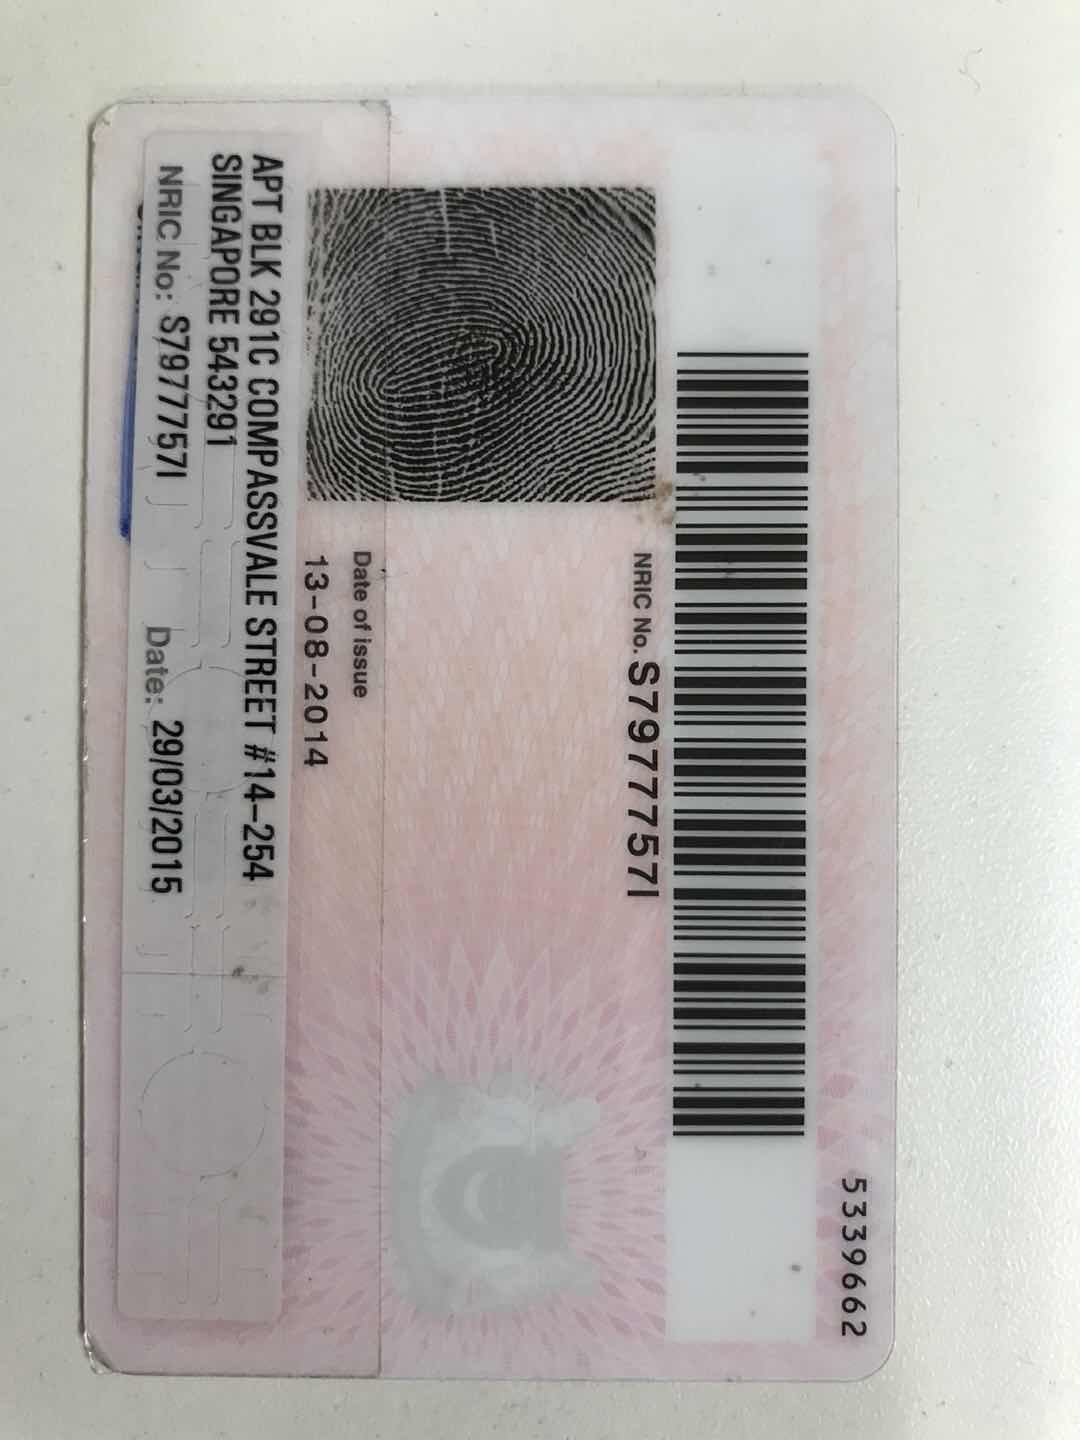 5339662
NRIC No. S7977757I
Date of issue
13-08-2014
APT BLK 291C COMPASSVALE STREET #14-254
SINGAPORE 543291
NRIC No: S7977757I Date: 29/03/2015